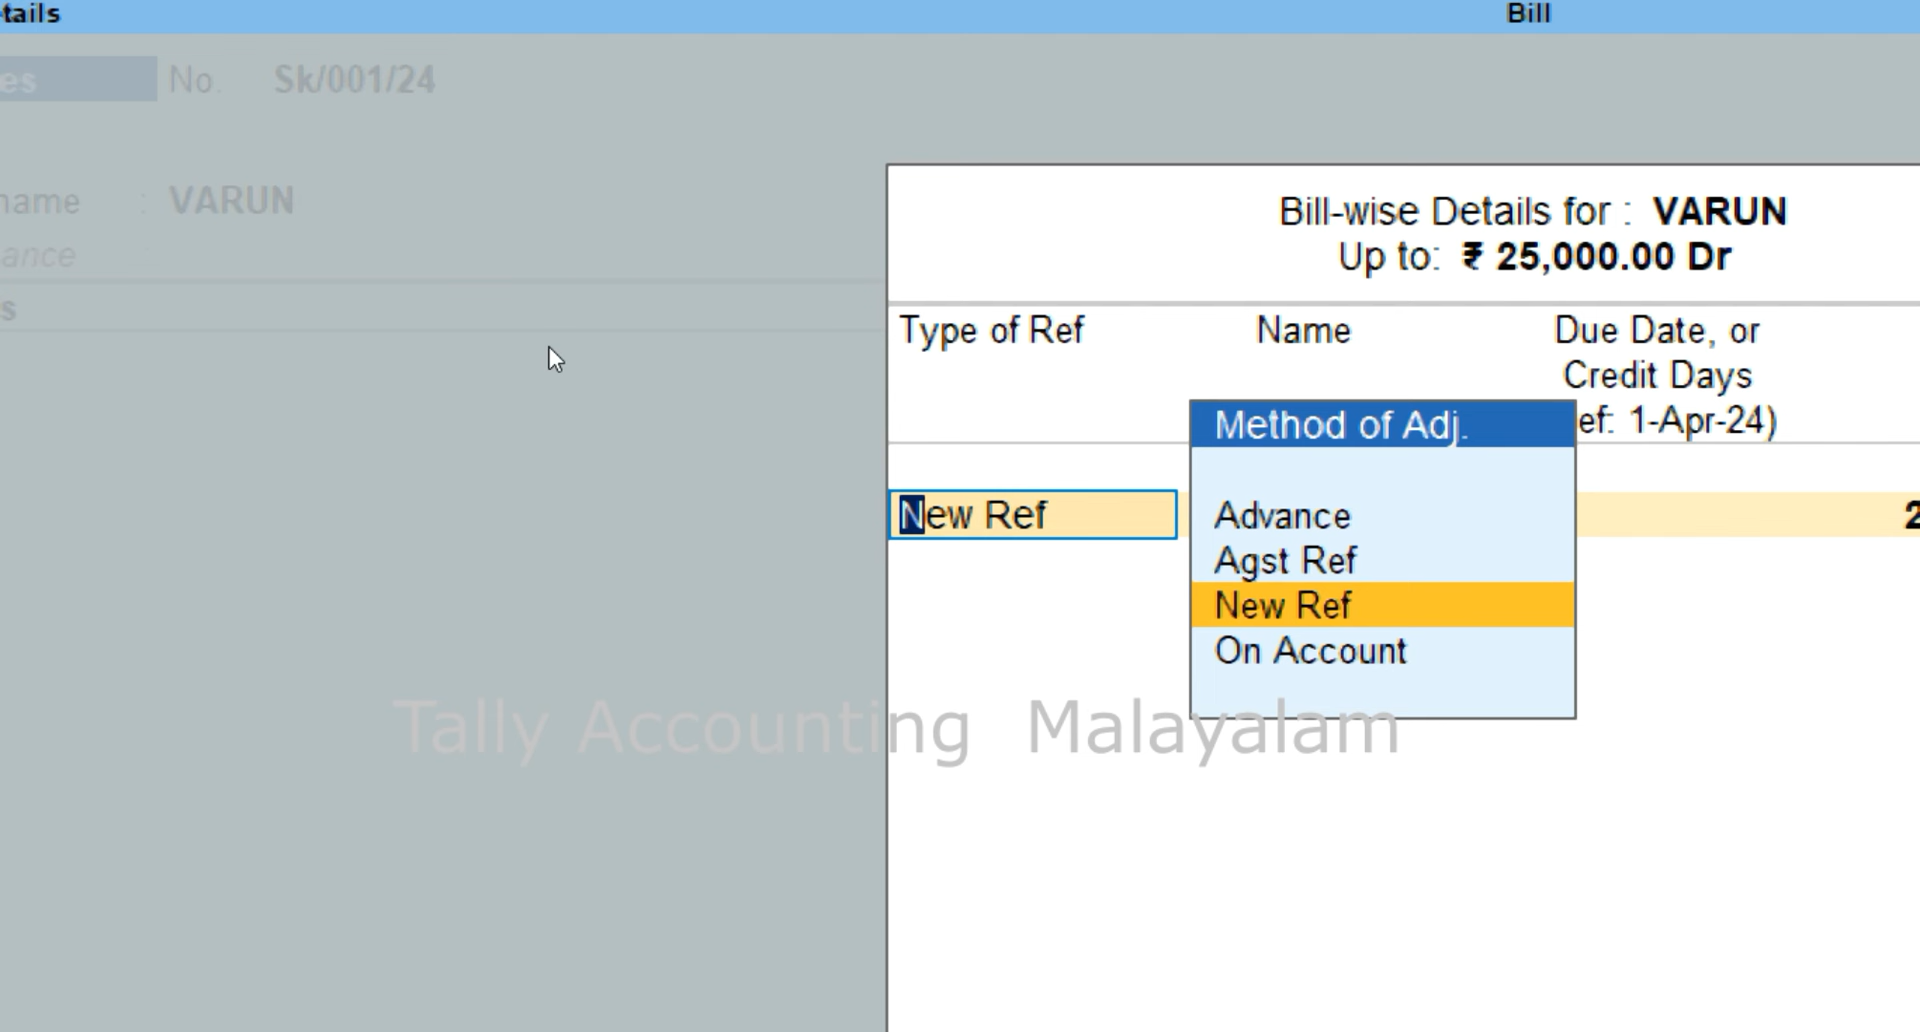 tails
Bill
es No. Sk/001/24
name : VARUN
ance
s
Bill-wise Details for : VARUN
Up to: ₹ 25,000.00 Dr
Type of Ref Name Due Date, or
Credit Days
ef: 1-Apr-24)
Method of Adj.
New Ref 2
Advance
Agst Ref
New Ref
On Account
Tally Accounting Malayalam